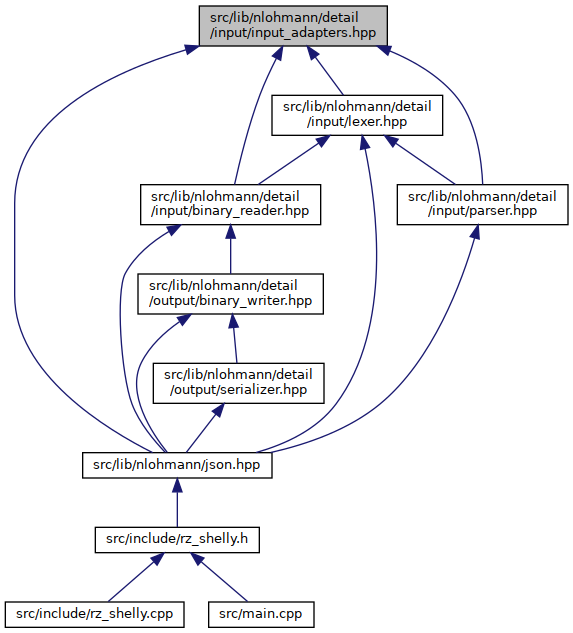 src/lib/nlohmann/detail
/input/input_adapters.hpp
src/lib/nlohmann/detail
/input/lexer.hpp
src/lib/nlohmann/detail
/input/binary_reader.hpp
src/lib/nlohmann/detail
/input/parser.hpp
src/lib/nlohmann/detail
/output/binary_writer.hpp
src/lib/nlohmann/detail
/output/serializer.hpp
src/lib/nlohmann/json.hpp
src/include/rz_shelly.h
src/include/rz_shelly.cpp
src/main.cpp